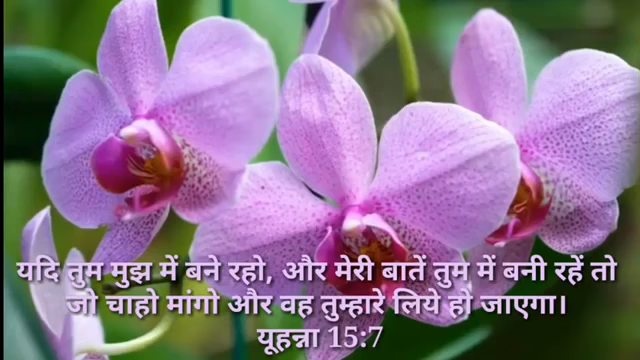 यदि तुम मुझ में बने रहो, और मेरी बातें तुम में बनी रहें तो
जो चाहो मांगो और वह तुम्हारे लिये हो जाएगा।
यूहन्ना 15:7